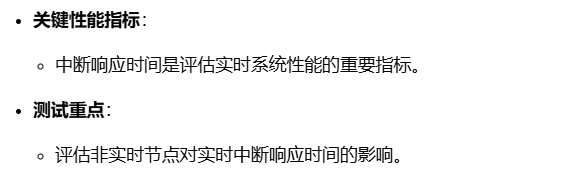 关键性能指标：
中断响应时间是评估实时系统性能的重要指标。
测试重点：
评估非实时节点对实时中断响应时间的影响。